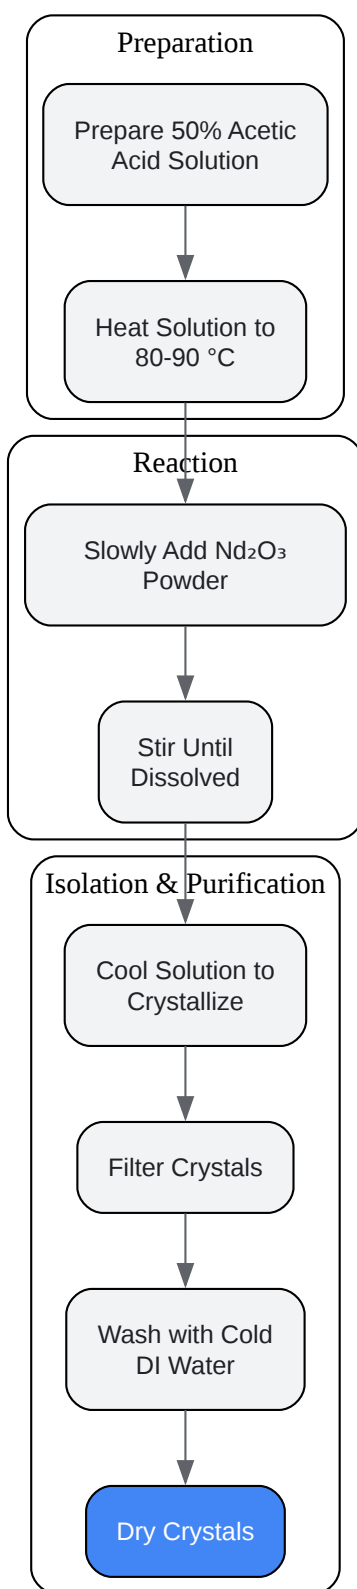 Preparation
Prepare 50% Acetic
Acid Solution
Heat Solution to
80-90 °C
Reaction
Slowly Add Nd₂O₃
Powder
Stir Until
Dissolved
Isolation & Purification
Cool Solution to
Crystallize
Filter Crystals
Wash with Cold
DI Water
Dry Crystals